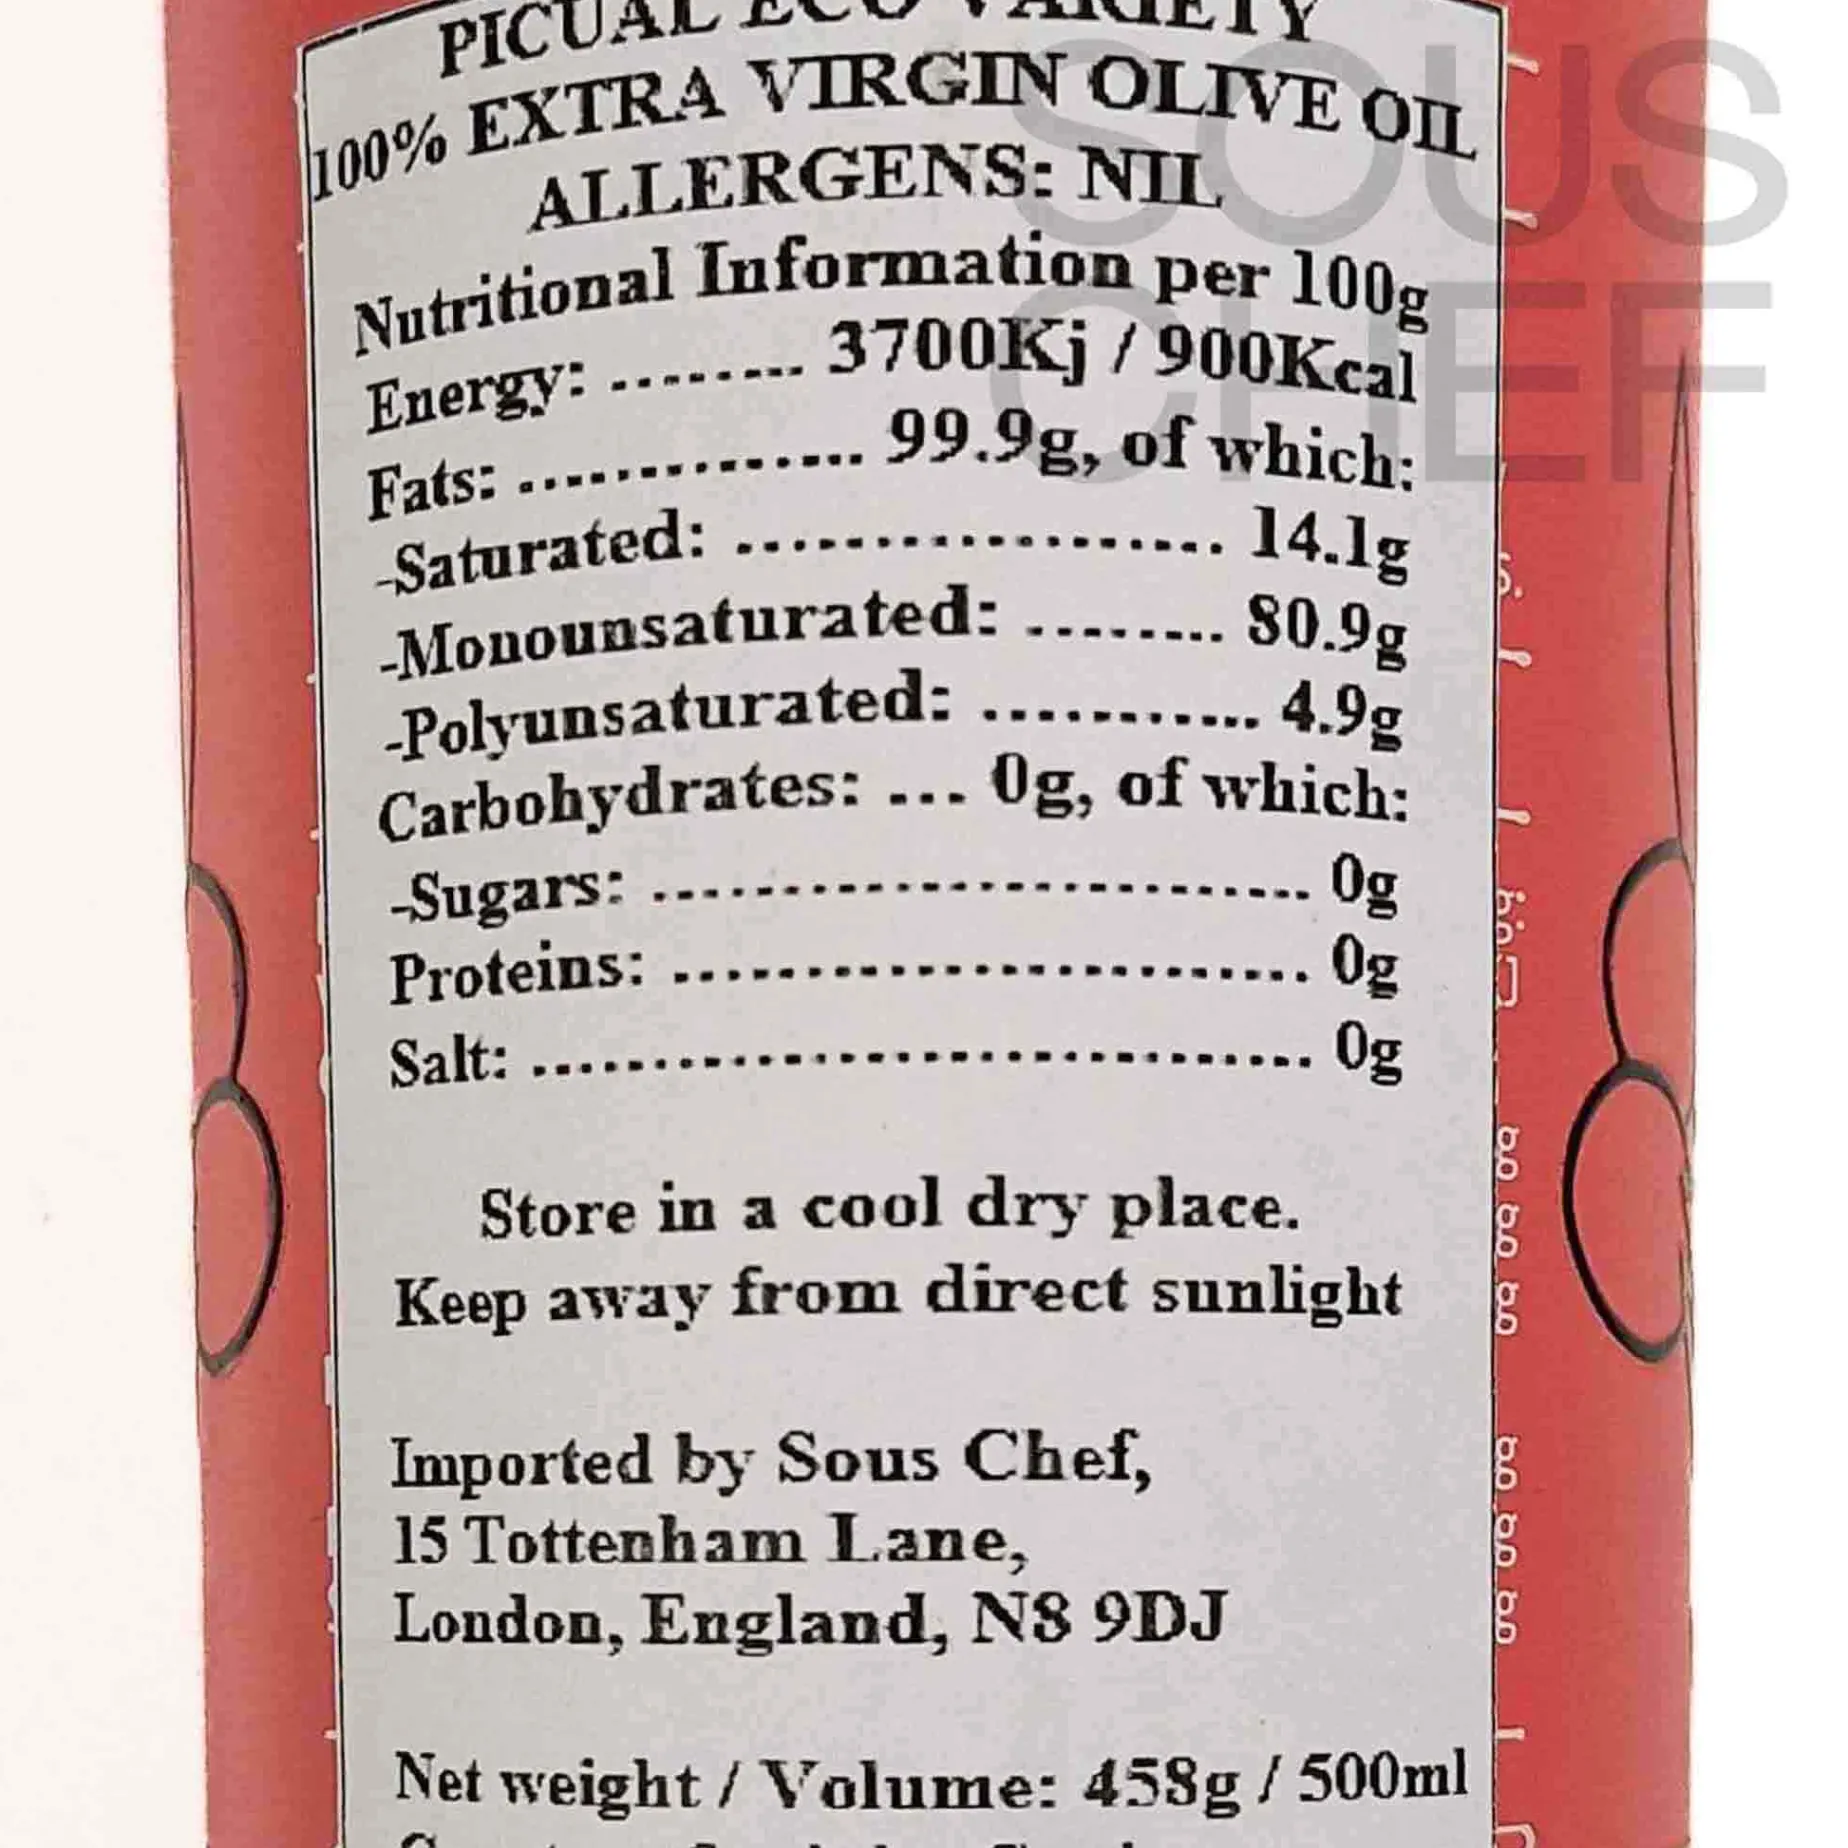 PICUAL ECO VARIETY
100% EXTRA VIRGIN OLIVE OIL
ALLERGENS: NIL
Nutritional Information per 100g
Energy: ........ 3700Kj / 900Kcal
Fats: ............... 99.9g, of which:
-Saturated: .................. 14.1g
-Monounsaturated: ........ 80.9g
-Polyunsaturated: ........... 4.9g
Carbohydrates: ... 0g, of which:
-Sugars: ......................... 0g
Proteins: ........................ 0g
Salt: .............................. 0g
Store in a cool dry place.
Keep away from direct sunlight
Imported by Sous Chef,
15 Tottenham Lane,
London, England, N8 9DJ
Net weight / Volume: 458g / 500ml
SOUS
CHEF